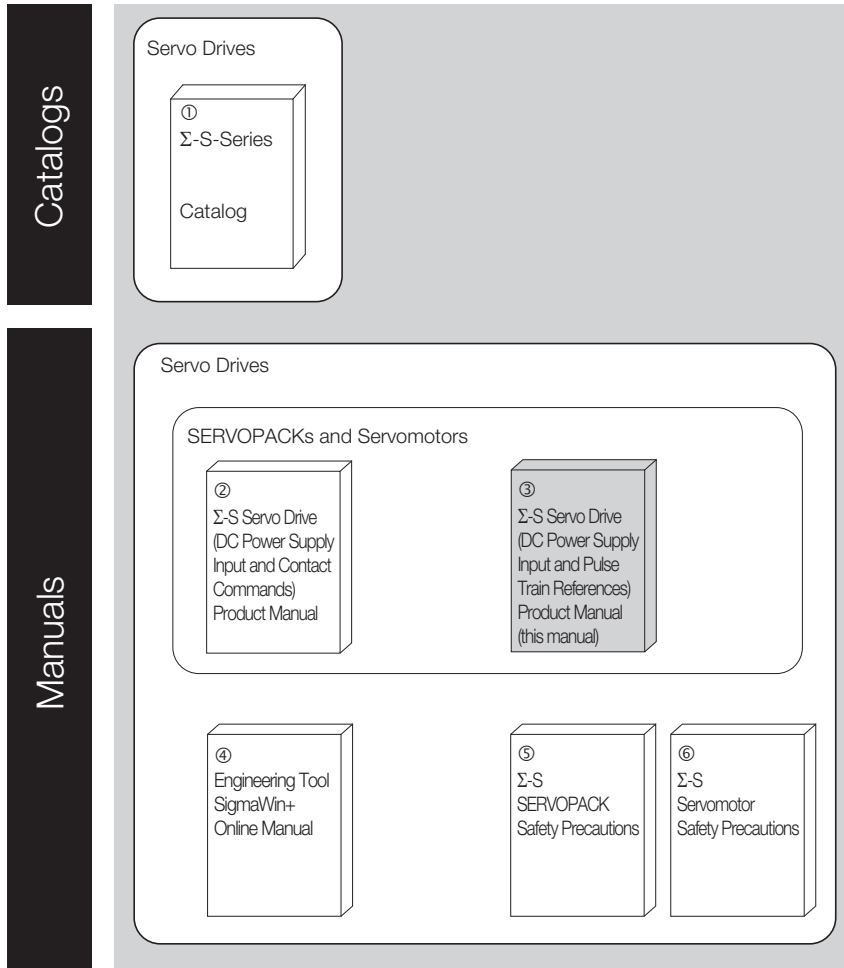 Catalogs
Servo Drives
①
Σ-S-Series
Catalog
Manuals
Servo Drives
SERVOPACKs and Servomotors
②
Σ-S Servo Drive
(DC Power Supply
Input and Contact
Commands)
Product Manual
③
Σ-S Servo Drive
(DC Power Supply
Input and Pulse
Train References)
Product Manual
(this manual)
④
Engineering Tool
SigmaWin+
Online Manual
⑤
Σ-S
SERVOPACK
Safety Precautions
⑥
Σ-S
Servomotor
Safety Precautions